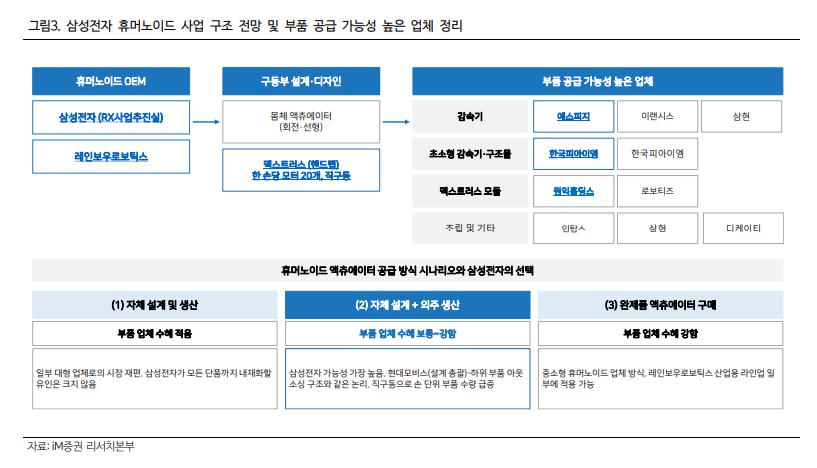 그림3. 삼성전자 휴머노이드 사업 구조 전망 및 부품 공급 가능성 높은 업체 정리
휴머노이드 OEM
구동부 설계·디자인
부품 공급 가능성 높은 업체
삼성전자 (RX사업추진실)
레인보우로보틱스
몸체 액츄에이터
(회전·선형)
덱스트러스 (핸드랩)
한 손당 모터 20개, 직구동
감속기
에스피지
이랜시스
삼현
초소형 감속기·구조물
한국피아이엠
한국피아이엠
덱스트러스 모듈
원익홀딩스
로보티즈
조립 및 기타
인탑스
삼현
디케이티
휴머노이드 액츄에이터 공급 방식 시나리오와 삼성전자의 선택
(1) 자체 설계 및 생산
(2) 자체 설계 + 외주 생산
(3) 완제품 액츄에이터 구매
부품 업체 수혜 적음
부품 업체 수혜 보통~강함
부품 업체 수혜 강함
일부 대형 업체로의 시장 재편, 삼성전자가 모든 단품까지 내재화할
유인은 크지 않음
삼성전자 가능성 가장 높음, 현대모비스(설계 총괄)-하위 부품 아웃
소싱 구조와 같은 논리, 직구동으로 손 단위 부품 수량 급증
중소형 휴머노이드 업체 방식, 레인보우로보틱스 산업용 라인업 일
부에 적용 가능
자료: iM증권 리서치본부